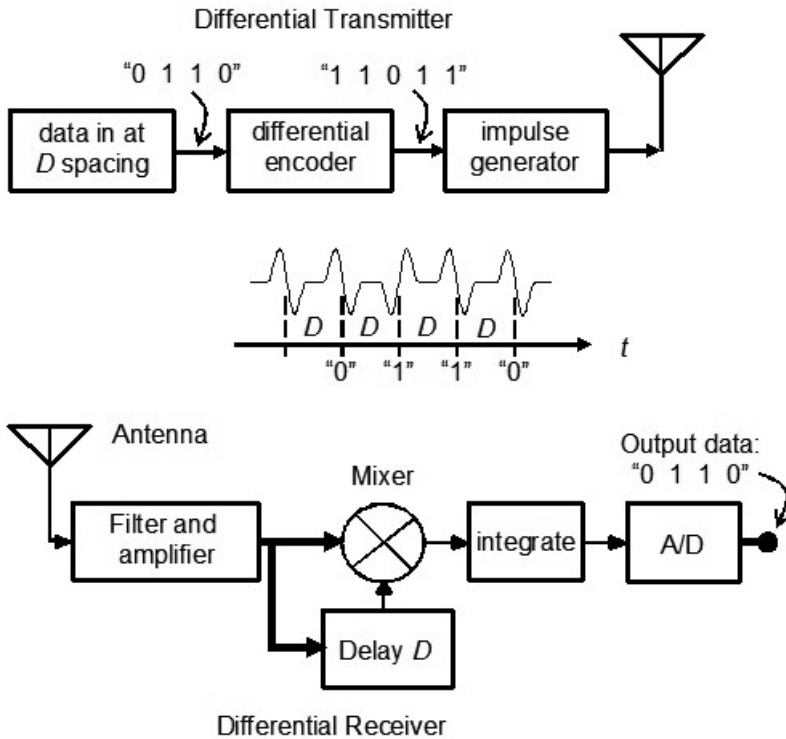 Differential Transmitter
“0 1 1 0”
“1 1 0 1 1”
data in at
D spacing
differential
encoder
impulse
generator
D D D D
t
“0” “1” “1” “0”
Antenna
Mixer
Output data:
“0 1 1 0”
Filter and
amplifier
integrate
A/D
Delay D
Differential Receiver